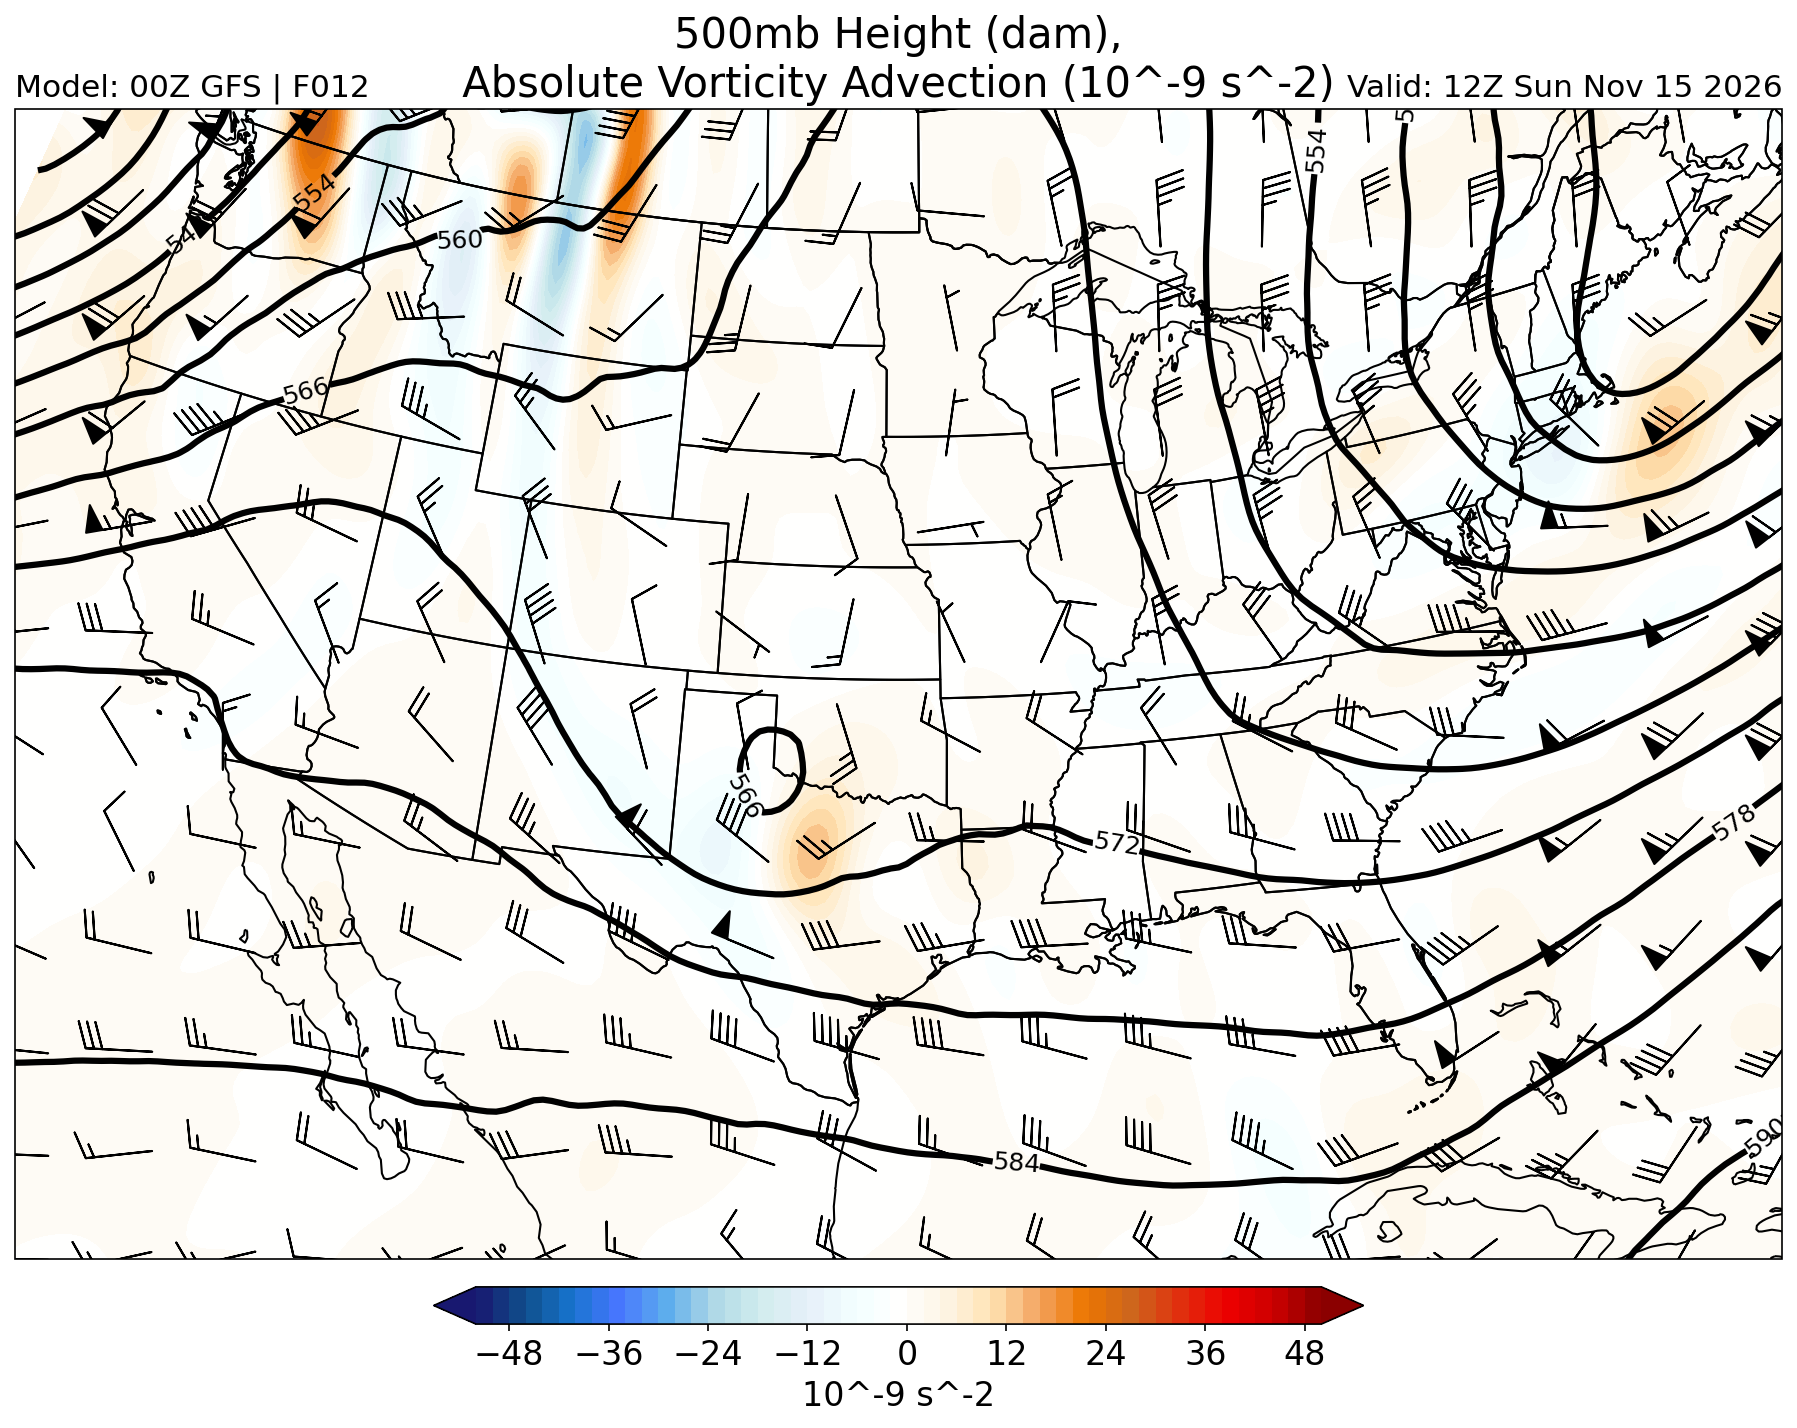 500mb Height (dam),
Model: 00Z GFS | F012
Absolute Vorticity Advection (10^-9 s^-2)
Valid: 12Z Sun Nov 15 2026
554
554
560
566
566
572
578
584
590
−48 −36 −24 −12 0 12 24 36 48
10^-9 s^-2